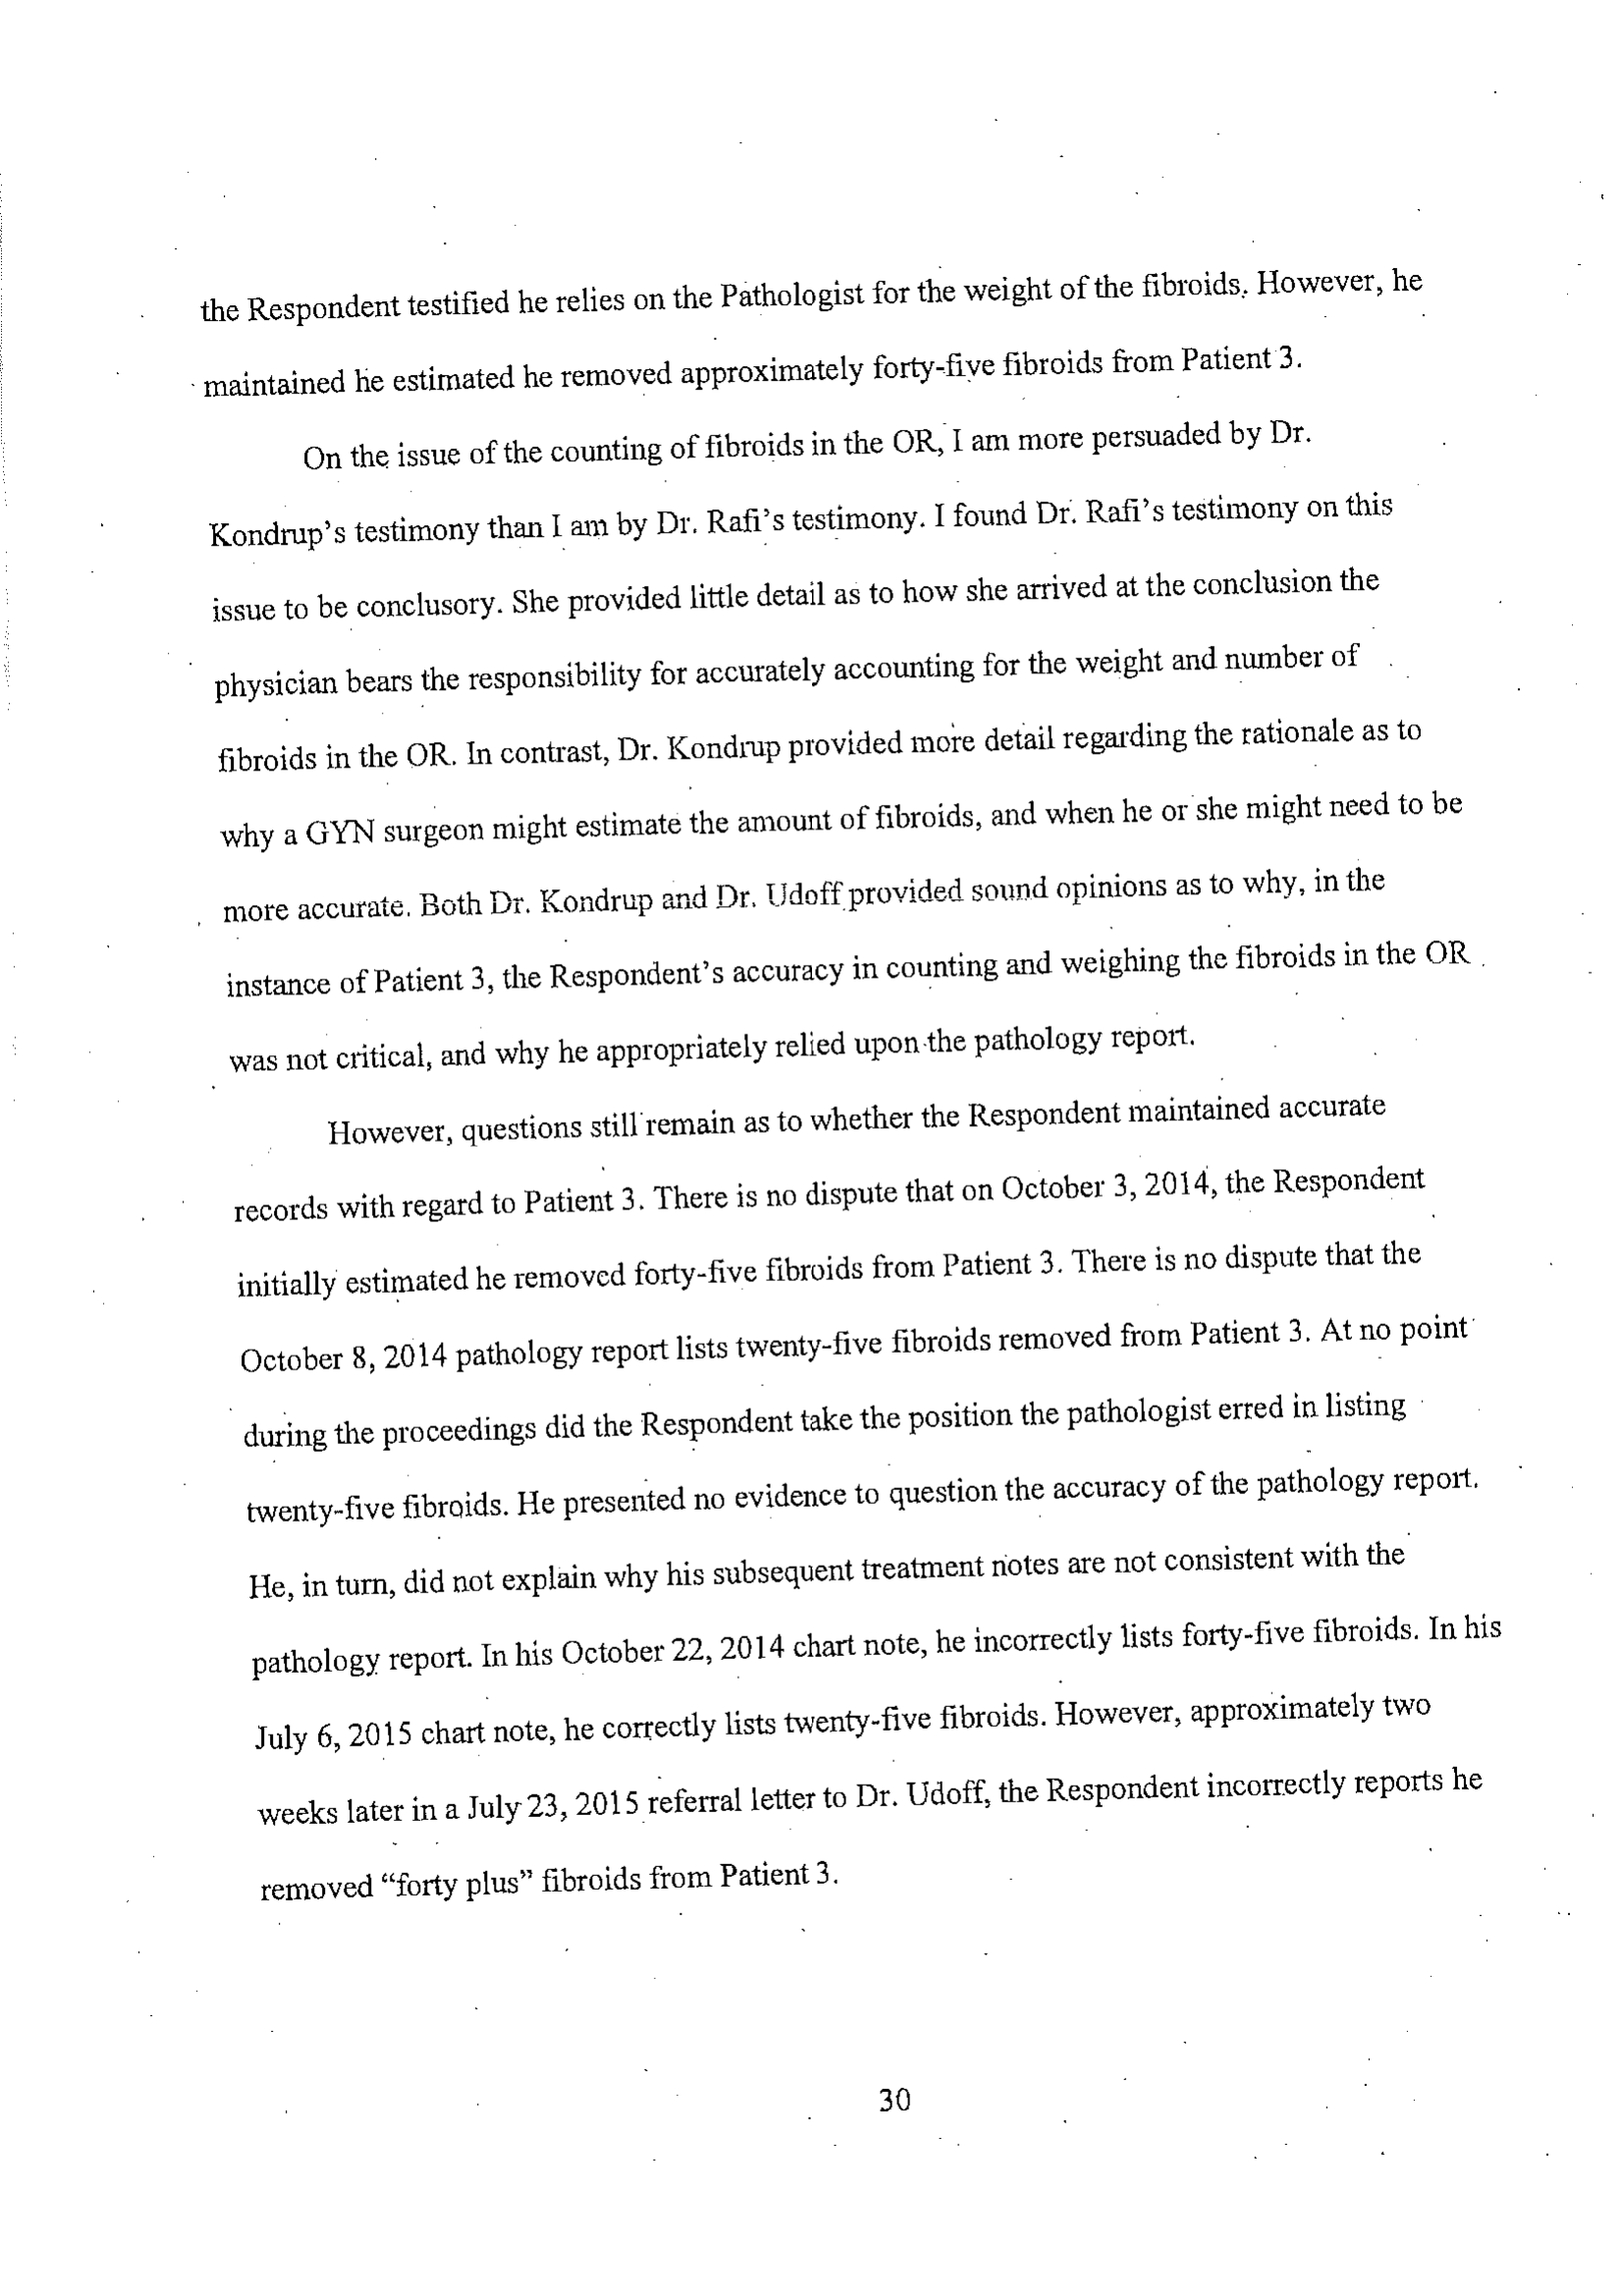 the Respondent testified he relies on the Pathologist for the weight of the fibroids. However, he
maintained he estimated he removed approximately forty-five fibroids from Patient 3.
On the issue of the counting of fibroids in the OR, I am more persuaded by Dr.
Kondrup's testimony than I am by Dr. Rafi's testimony. I found Dr. Rafi's testimony on this
issue to be conclusory. She provided little detail as to how she arrived at the conclusion the
physician bears the responsibility for accurately accounting for the weight and number of
fibroids in the OR. In contrast, Dr. Kondrup provided more detail regarding the rationale as to
why a GYN surgeon might estimate the amount of fibroids, and when he or she might need to be
more accurate. Both Dr. Kondrup and Dr. Udoff provided sound opinions as to why, in the
instance of Patient 3, the Respondent's accuracy in counting and weighing the fibroids in the OR
was not critical, and why he appropriately relied upon the pathology report.
However, questions still remain as to whether the Respondent maintained accurate
records with regard to Patient 3. There is no dispute that on October 3, 2014, the Respondent
initially estimated he removed forty-five fibroids from Patient 3. There is no dispute that the
October 8, 2014 pathology report lists twenty-five fibroids removed from Patient 3. At no point
during the proceedings did the Respondent take the position the pathologist erred in listing
twenty-five fibroids. He presented no evidence to question the accuracy of the pathology report.
He, in turn, did not explain why his subsequent treatment notes are not consistent with the
pathology report. In his October 22, 2014 chart note, he incorrectly lists forty-five fibroids. In his
July 6, 2015 chart note, he correctly lists twenty-five fibroids. However, approximately two
weeks later in a July 23, 2015 referral letter to Dr. Udoff, the Respondent incorrectly reports he
removed "forty plus" fibroids from Patient 3.
30